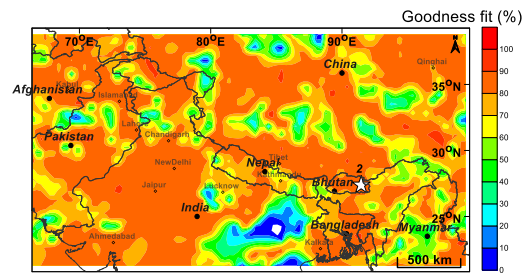 Goodness fit (%)
70°E 80°E 90°E
N
100
90
80
70
60
50
40
30
20
10
0
35°N
30°N
25°N
China
Qinghai
Afghanistan
Kabul
Islamabad
Lahore
Pakistan
Chandigarh
NewDelhi
Nepal
Tibet
Kathmandu
2
Bhutan
Jaipur
Lucknow
India
Bangladesh
Myanmar
Ahmedabad
Kalkata
500 km